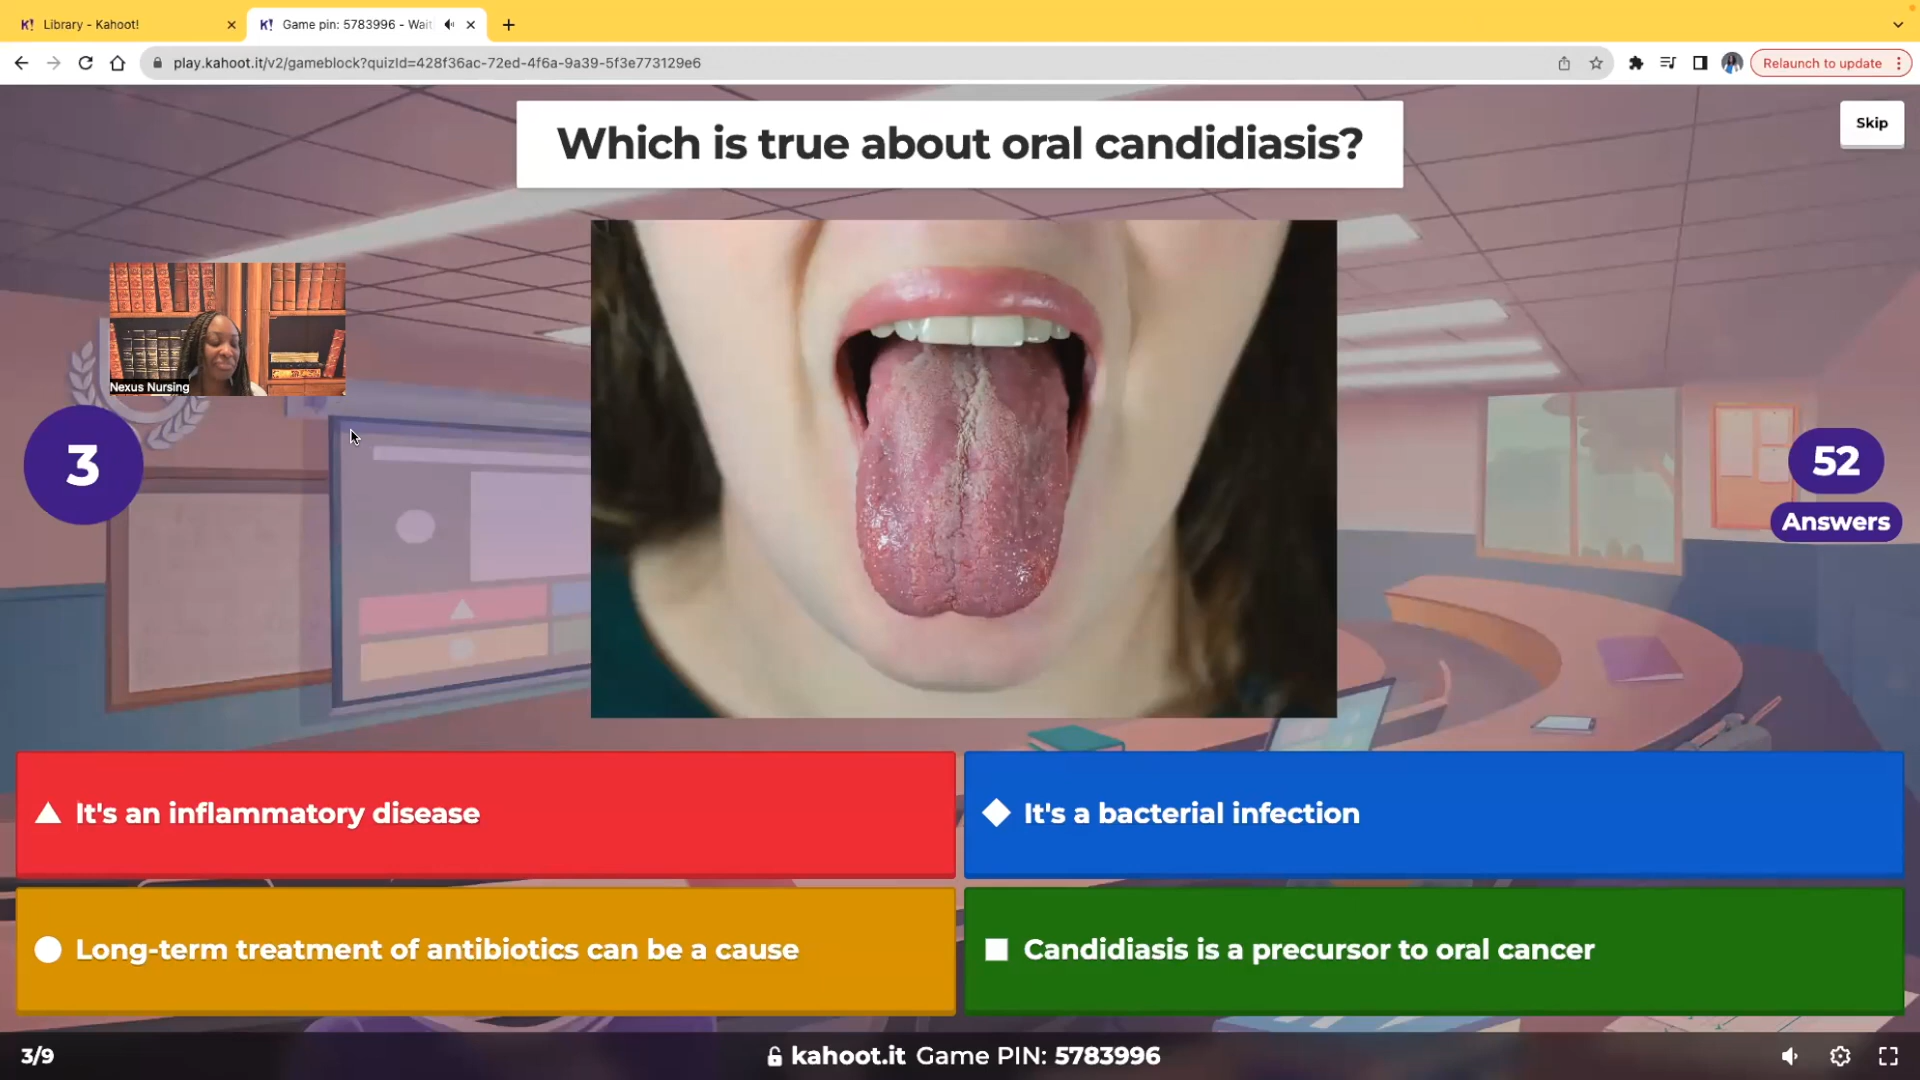 K! Library - Kahoot!
K! Game pin: 5783996 - Wait
play.kahoot.it/v2/gameblock?quizId=428f36ac-72ed-4f6a-9a39-5f3e773129e6
Relaunch to update
Which is true about oral candidiasis?
Skip
Nexus Nursing
3
52
Answers
It's an inflammatory disease
It's a bacterial infection
Long-term treatment of antibiotics can be a cause
Candidiasis is a precursor to oral cancer
3/9
kahoot.it Game PIN: 5783996